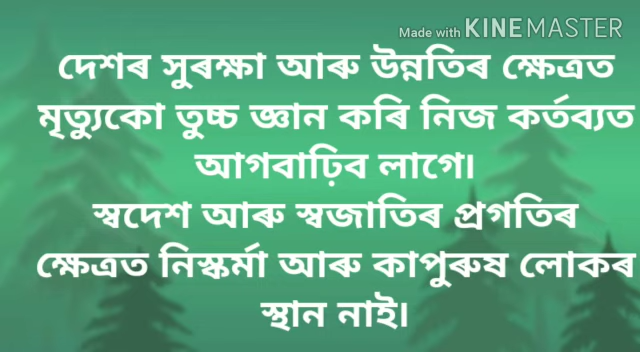 Made with KINEMASTER
দেশৰ সুৰক্ষা আৰু উন্নতিৰ ক্ষেত্ৰত
মৃত্যুকো তুচ্চ জ্ঞান কৰি নিজ কৰ্তব্যত
আগবাঢ়িব লাগে৷
স্বদেশ আৰু স্বজাতিৰ প্ৰগতিৰ
ক্ষেত্ৰত নিস্কৰ্মা আৰু কাপুৰুষ লোকৰ
স্থান নাই৷